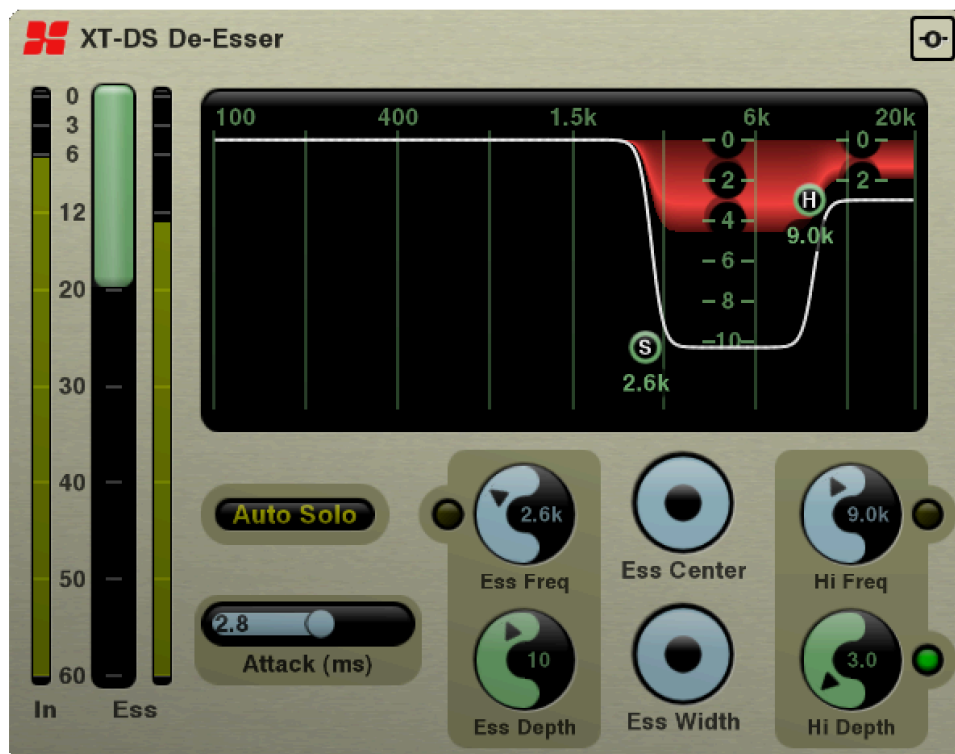 XT-DS De-Esser
-O-
0
3
6
12
20
30
40
50
60
In
Ess
100 400 1.5k 6k 20k
0 0
2 2
4
6
8
10
H
9.0k
S
2.6k
Auto Solo
2.8
Attack (ms)
2.6k
Ess Freq
10
Ess Depth
Ess Center
Ess Width
9.0k
Hi Freq
3.0
Hi Depth